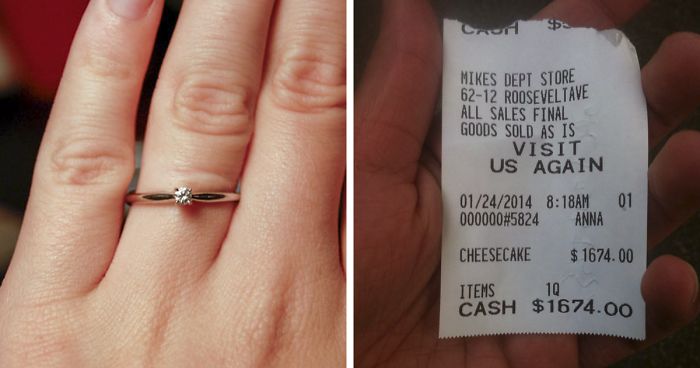 CASH
MIKES DEPT STORE
62-12 ROOSEVELTAVE
ALL SALES FINAL
GOODS SOLD AS IS
VISIT
US AGAIN
01/24/2014 8:18AM 01
000000#5824 ANNA
CHEESECAKE $1674.00
ITEMS 1Q
CASH $1674.00